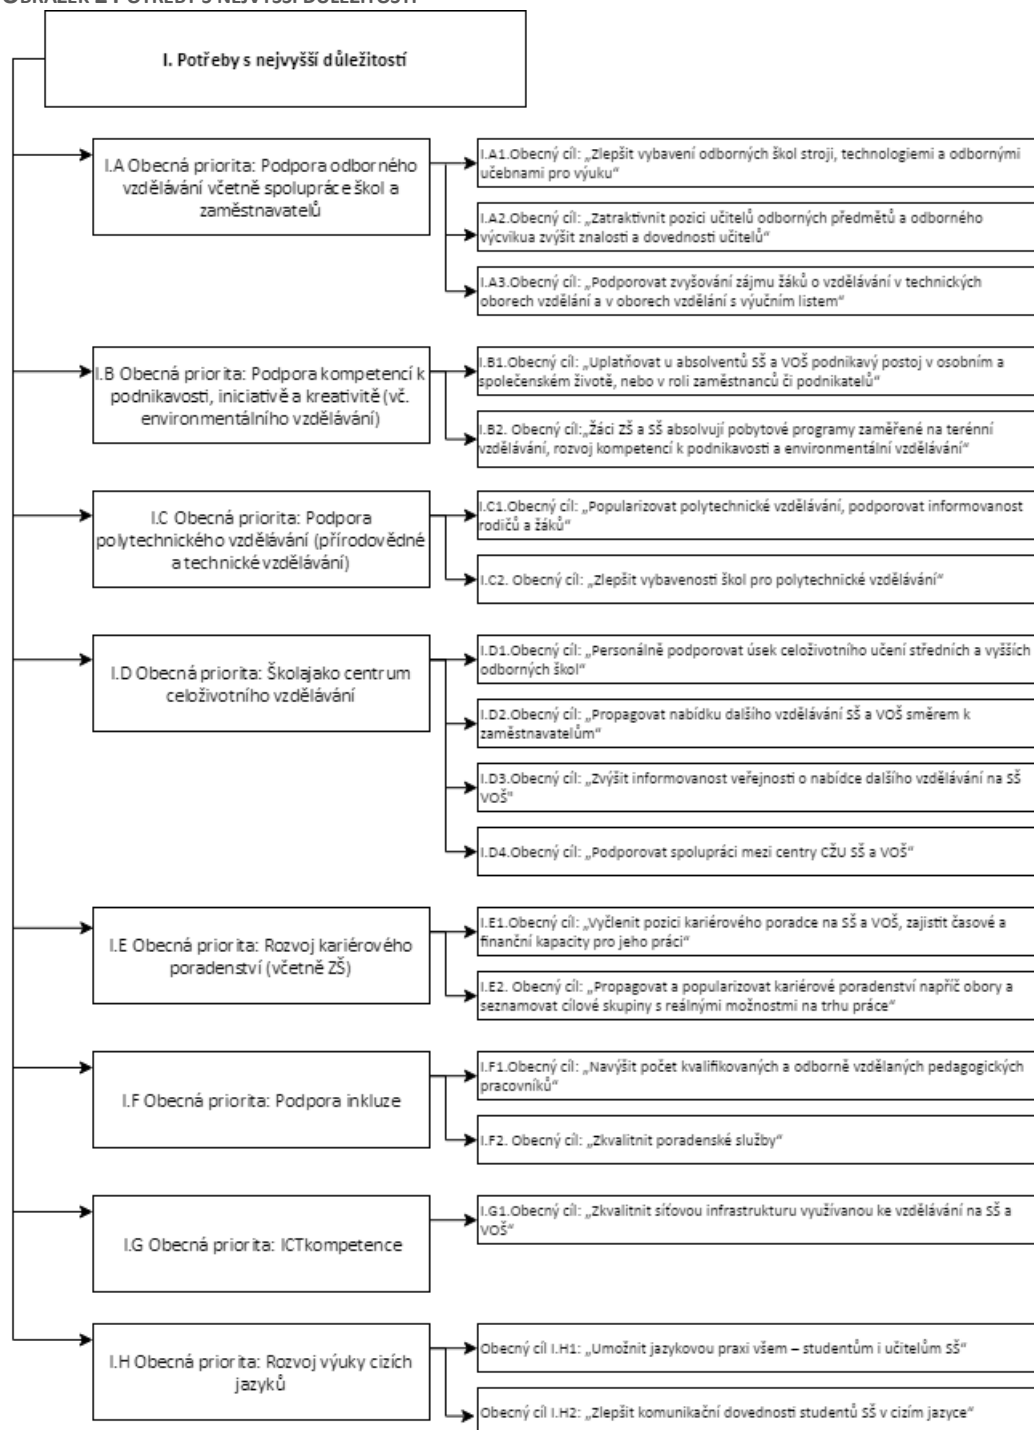 OBRÁZEK 2 POTŘEBY S NEJVYŠŠÍ DŮLEŽITOSTÍ
I. Potřeby s nejvyšší důležitostí
I.A Obecná priorita: Podpora odborného
vzdělávání včetně spolupráce škol a
zaměstnavatelů
I.A1.Obecný cíl: „Zlepšit vybavení odborných škol stroji, technologiemi a odbornými
učebnami pro výuku“
I.A2.Obecný cíl: „Zatraktivnit pozici učitelů odborných předmětů a odborného
výcvikua zvýšit znalosti a dovednosti učitelů“
I.A3.Obecný cíl: „Podporovat zvyšování zájmu žáků o vzdělávání v technických
oborech vzdělání a v oborech vzdělání s výučním listem“
I.B Obecná priorita: Podpora kompetencí k
podnikavosti, iniciativě a kreativitě (vč.
environmentálního vzdělávání)
I.B1.Obecný cíl: „Uplatňovat u absolventů SŠ a VOŠ podnikavý postoj v osobním a
společenském životě, nebo v roli zaměstnanců či podnikatelů“
I.B2. Obecný cíl:„Žáci ZŠ a SŠ absolvují pobytové programy zaměřené na terénní
vzdělávání, rozvoj kompetencí k podnikavosti a environmentální vzdělávání“
I.C Obecná priorita: Podpora
polytechnického vzdělávání (přírodovědné
a technické vzdělávání)
I.C1.Obecný cíl: „Popularizovat polytechnické vzdělávání, podporovat informovanost
rodičů a žáků“
I.C2. Obecný cíl: „Zlepšit vybavenosti škol pro polytechnické vzdělávání“
I.D Obecná priorita: Školajako centrum
celoživotního vzdělávání
I.D1.Obecný cíl: „Personálně podporovat úsek celoživotního učení středních a vyšších
odborných škol“
I.D2.Obecný cíl: „Propagovat nabídku dalšího vzdělávání SŠ a VOŠ směrem k
zaměstnavatelům“
I.D3.Obecný cíl: „Zvýšit informovanost veřejnosti o nabídce dalšího vzdělávání na SŠ
VOŠ“
I.D4.Obecný cíl: „Podporovat spolupráci mezi centry CŽU SŠ a VOŠ“
I.E Obecná priorita: Rozvoj kariérového
poradenství (včetně ZŠ)
I.E1.Obecný cíl: „Vyčlenit pozici kariérového poradce na SŠ a VOŠ, zajistit časové a
finanční kapacity pro jeho práci“
I.E2. Obecný cíl: „Propagovat a popularizovat kariérové poradenství napříč obory a
seznamovat cílové skupiny s reálnými možnostmi na trhu práce“
I.F Obecná priorita: Podpora inkluze
I.F1.Obecný cíl: „Navýšit počet kvalifikovaných a odborně vzdělaných pedagogických
pracovníků“
I.F2. Obecný cíl: „Zkvalitnit poradenské služby“
I.G Obecná priorita: ICTkompetence
I.G1.Obecný cíl: „Zkvalitnit síťovou infrastrukturu využívanou ke vzdělávání na SŠ a
VOŠ“
I.H Obecná priorita: Rozvoj výuky cizích
jazyků
Obecný cíl I.H1: „Umožnit jazykovou praxi všem – studentům i učitelům SŠ“
Obecný cíl I.H2: „Zlepšit komunikační dovednosti studentů SŠ v cizím jazyce“